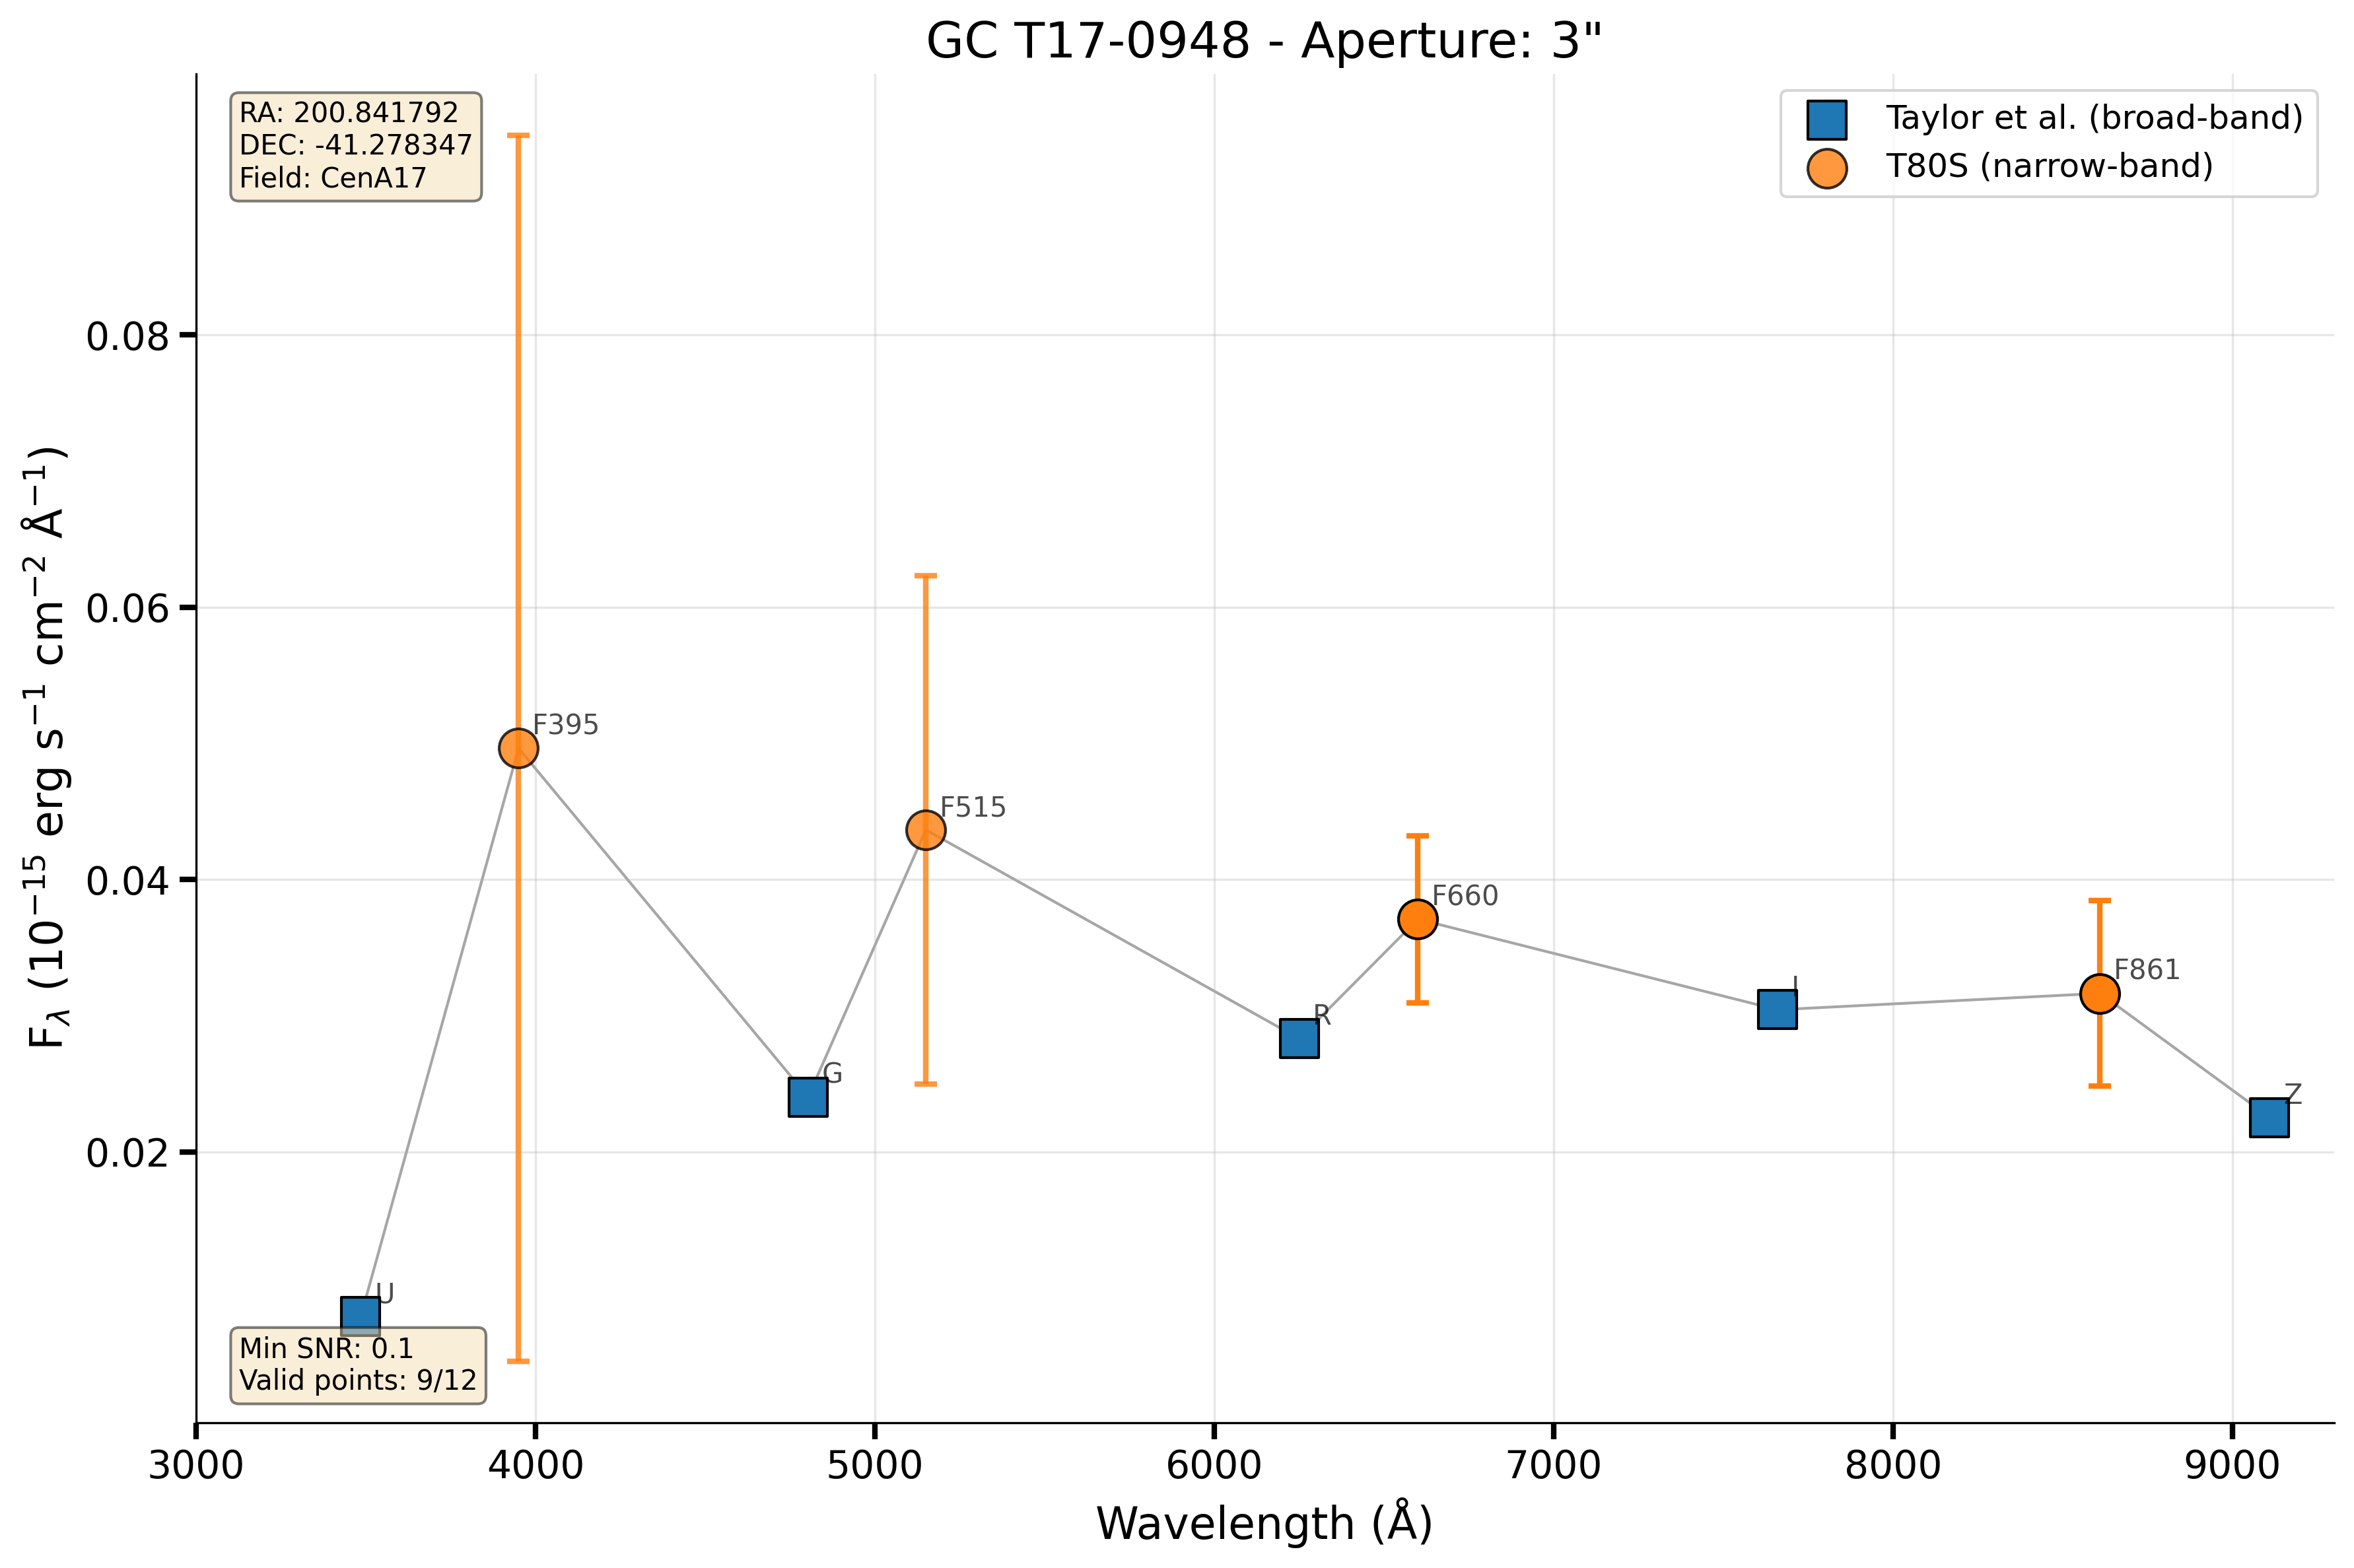 GC T17-0948 - Aperture: 3"
RA: 200.841792
DEC: -41.278347
Field: CenA17
Taylor et al. (broad-band)
T80S (narrow-band)
F$_\lambda$ (10$^{-15}$ erg s$^{-1}$ cm$^{-2}$ Å$^{-1}$)
0.08
0.06
0.04
0.02
F395
F515
F660
F861
I
R
G
Z
U
Min SNR: 0.1
Valid points: 9/12
3000 4000 5000 6000 7000 8000 9000
Wavelength (Å)